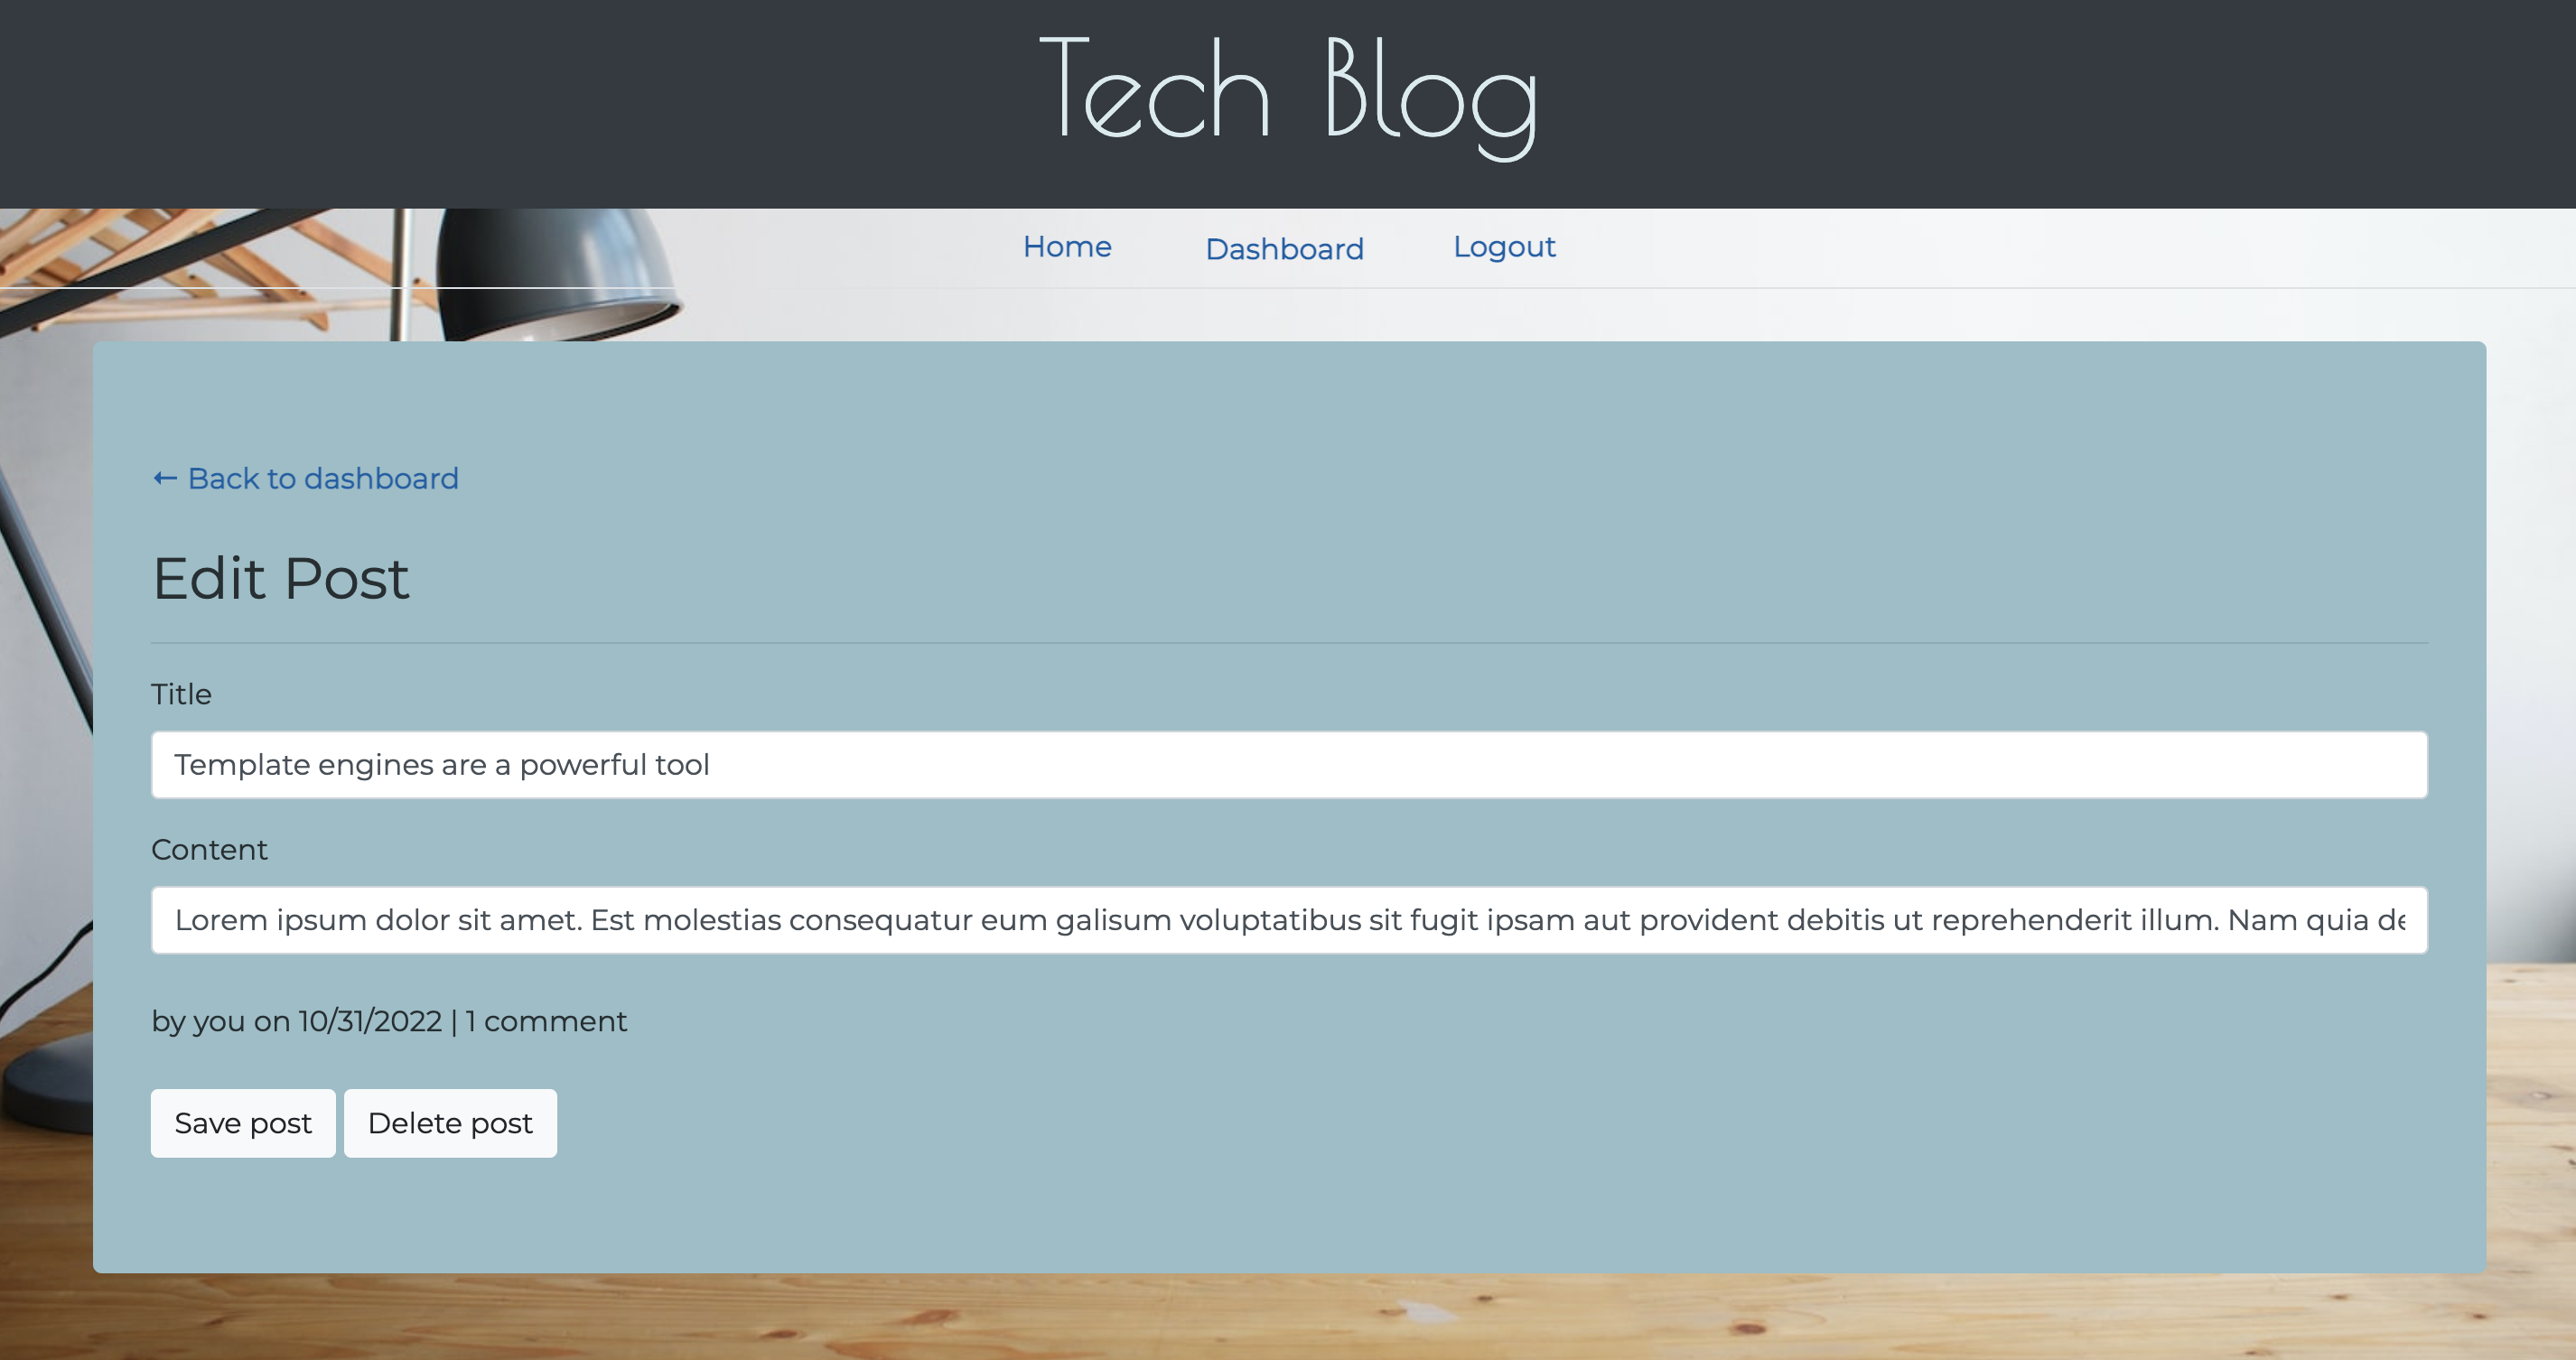 Tech Blog
Home Dashboard Logout
← Back to dashboard
Edit Post
Title
Template engines are a powerful tool
Content
Lorem ipsum dolor sit amet. Est molestias consequatur eum galisum voluptatibus sit fugit ipsam aut provident debitis ut reprehenderit illum. Nam quia
by you on 10/31/2022 | 1 comment
Save post Delete post